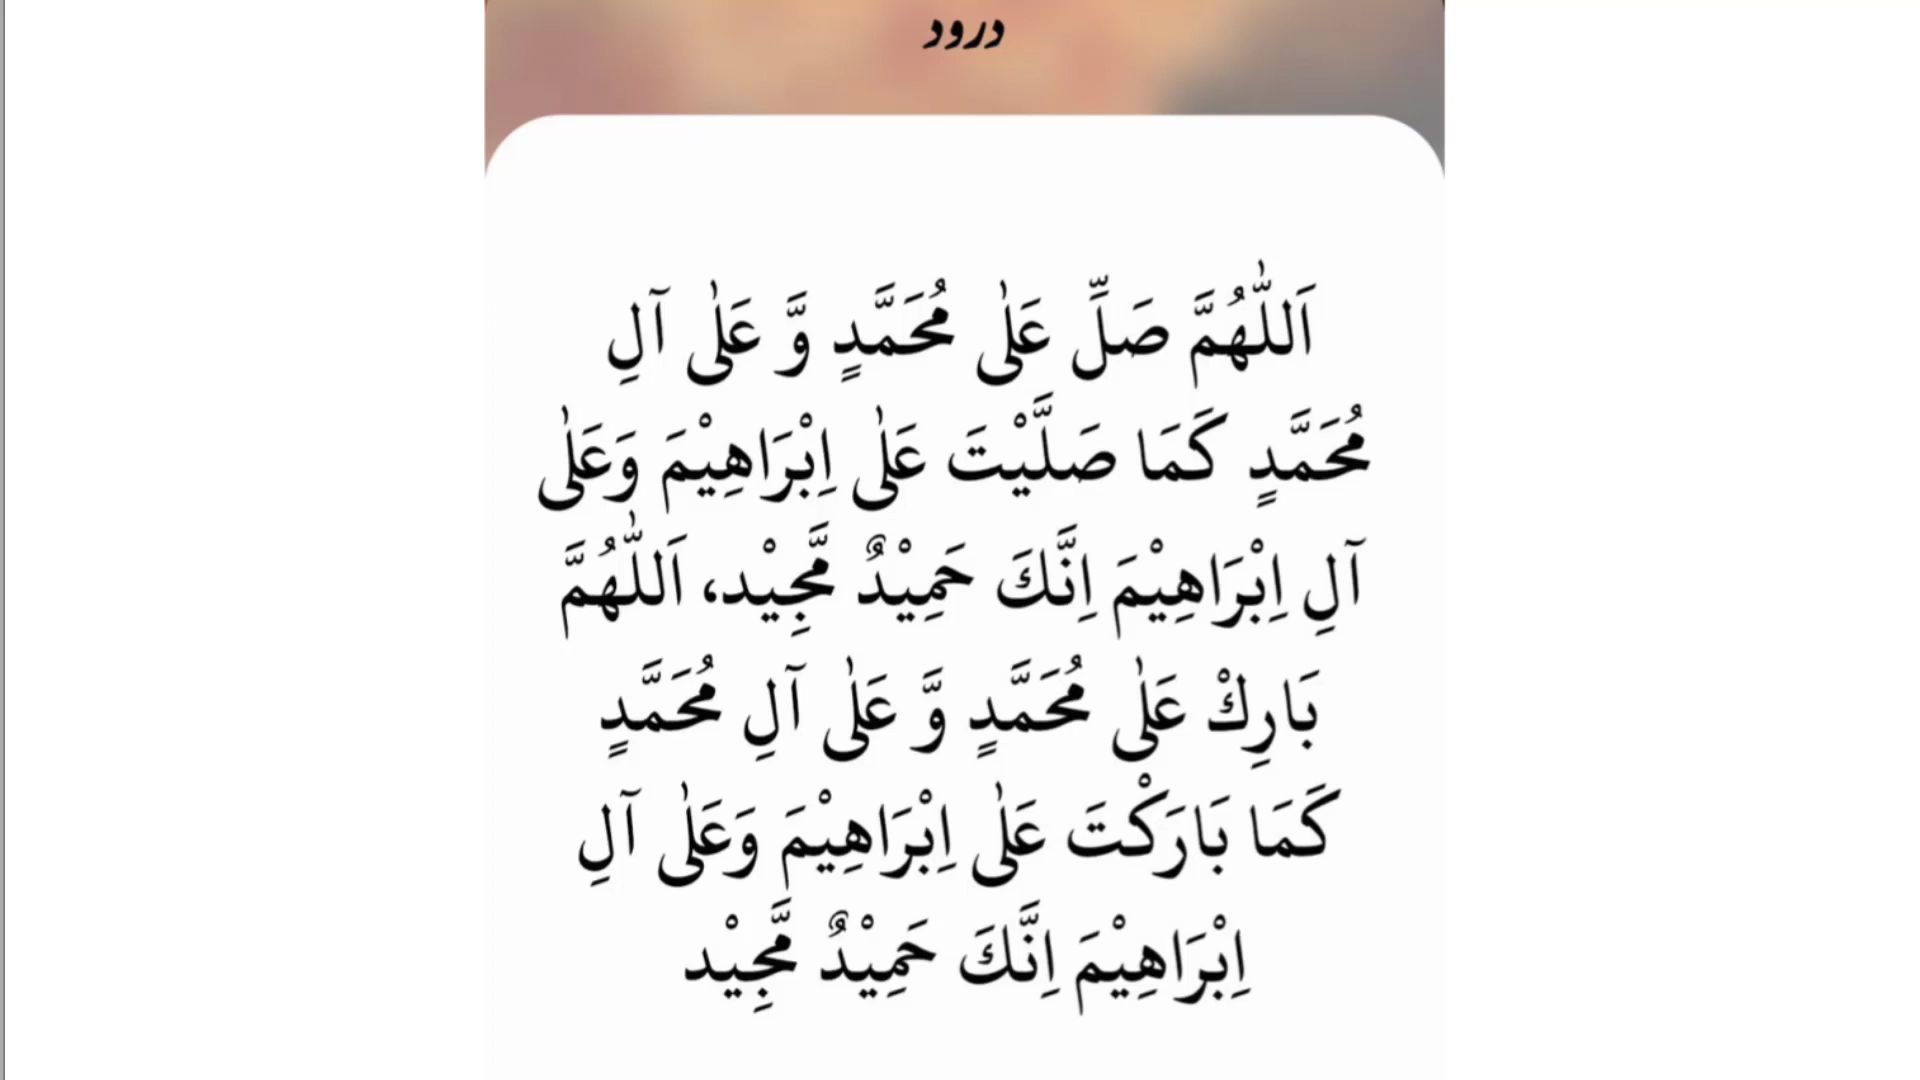 درود
اَللّٰهُمَّ صَلِّ عَلٰى مُحَمَّدٍ وَّ عَلٰى آلِ
مُحَمَّدٍ كَمَا صَلَّيْتَ عَلٰى اِبْرَاهِيْمَ وَعَلٰى
آلِ اِبْرَاهِيْمَ اِنَّكَ حَمِيْدٌ مَّجِيْد، اَللّٰهُمَّ
بَارِكْ عَلٰى مُحَمَّدٍ وَّ عَلٰى آلِ مُحَمَّدٍ
كَمَا بَارَكْتَ عَلٰى اِبْرَاهِيْمَ وَعَلٰى آلِ
اِبْرَاهِيْمَ اِنَّكَ حَمِيْدٌ مَّجِيْد